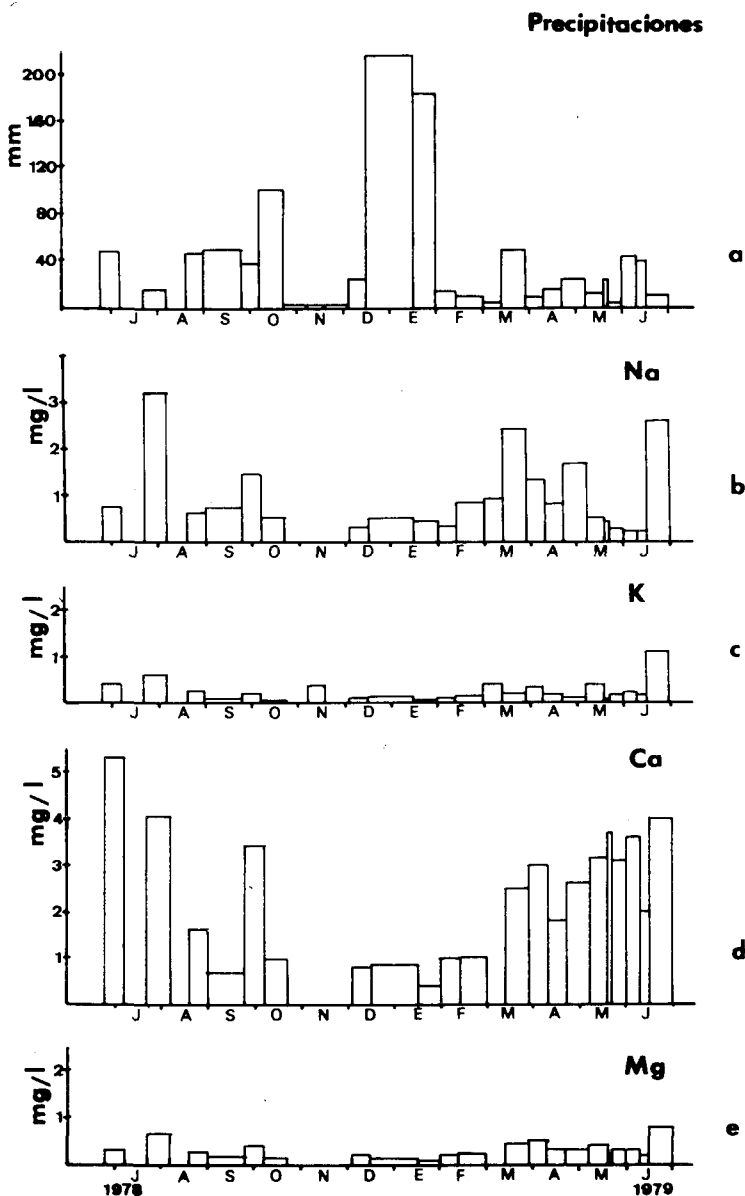 Precipitaciones
mm
200
160
120
80
40
J A S O N D E F M A M J
a
Na
mg/l
3
2
1
J A S O N D E F M A M J
b
K
mg/l
2
1
J A S O N D E F M A M J
c
Ca
mg/l
5
4
3
2
1
J A S O N D E F M A M J
d
Mg
mg/l
2
1
J A S O N D E F M A M J
e
1978 1979